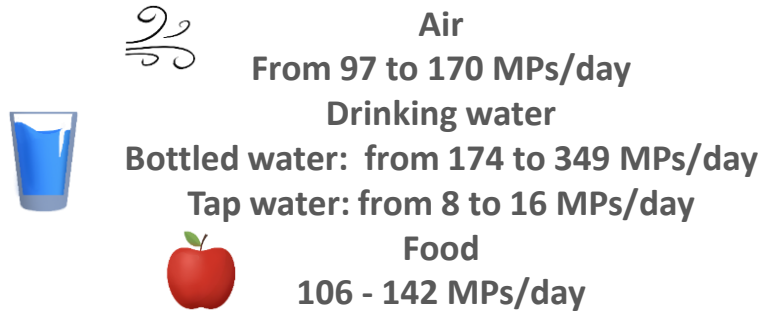 Air
From 97 to 170 MPs/day
Drinking water
Bottled water:  from 174 to 349 MPs/day
Tap water: from 8 to 16 MPs/day
Food
106 - 142 MPs/day